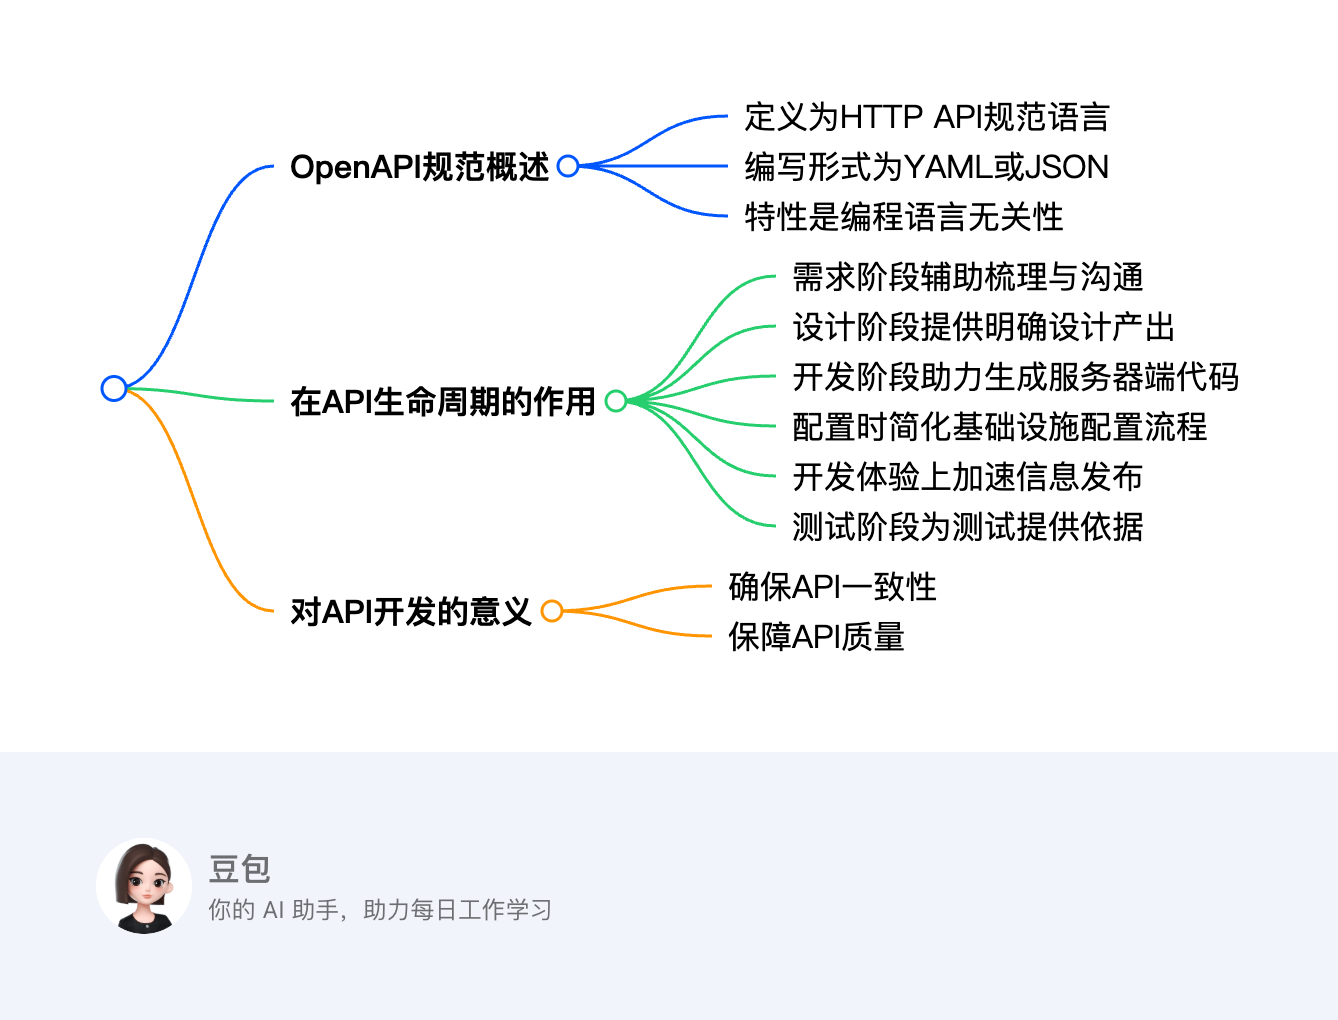 OpenAPI规范概述
定义为HTTP API规范语言
编写形式为YAML或JSON
特性是编程语言无关性
在API生命周期的作用
需求阶段辅助梳理与沟通
设计阶段提供明确设计产出
开发阶段助力生成服务器端代码
配置时简化基础设施配置流程
开发体验上加速信息发布
测试阶段为测试提供依据
对API开发的意义
确保API一致性
保障API质量
豆包
你的 AI 助手，助力每日工作学习